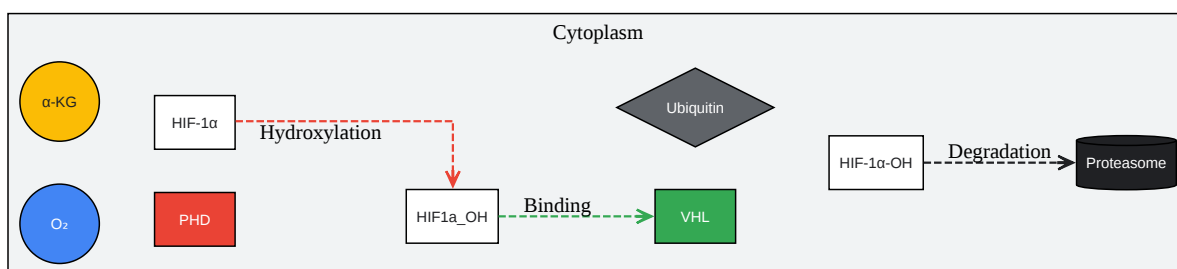 Cytoplasm
α-KG
HIF-1α
Hydroxylation
Ubiquitin
HIF-1α-OH
Degradation
Proteasome
O₂
PHD
HIF1a_OH
Binding
VHL